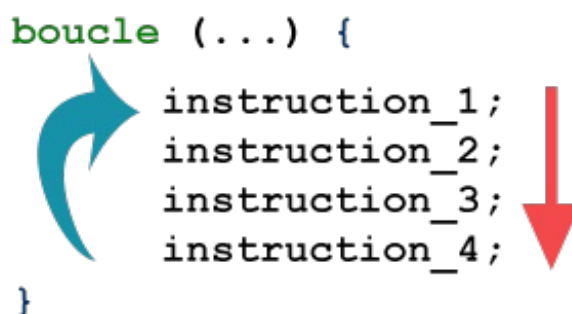 boucle (...) {
instruction_1;
instruction_2;
instruction_3;
instruction_4;
}